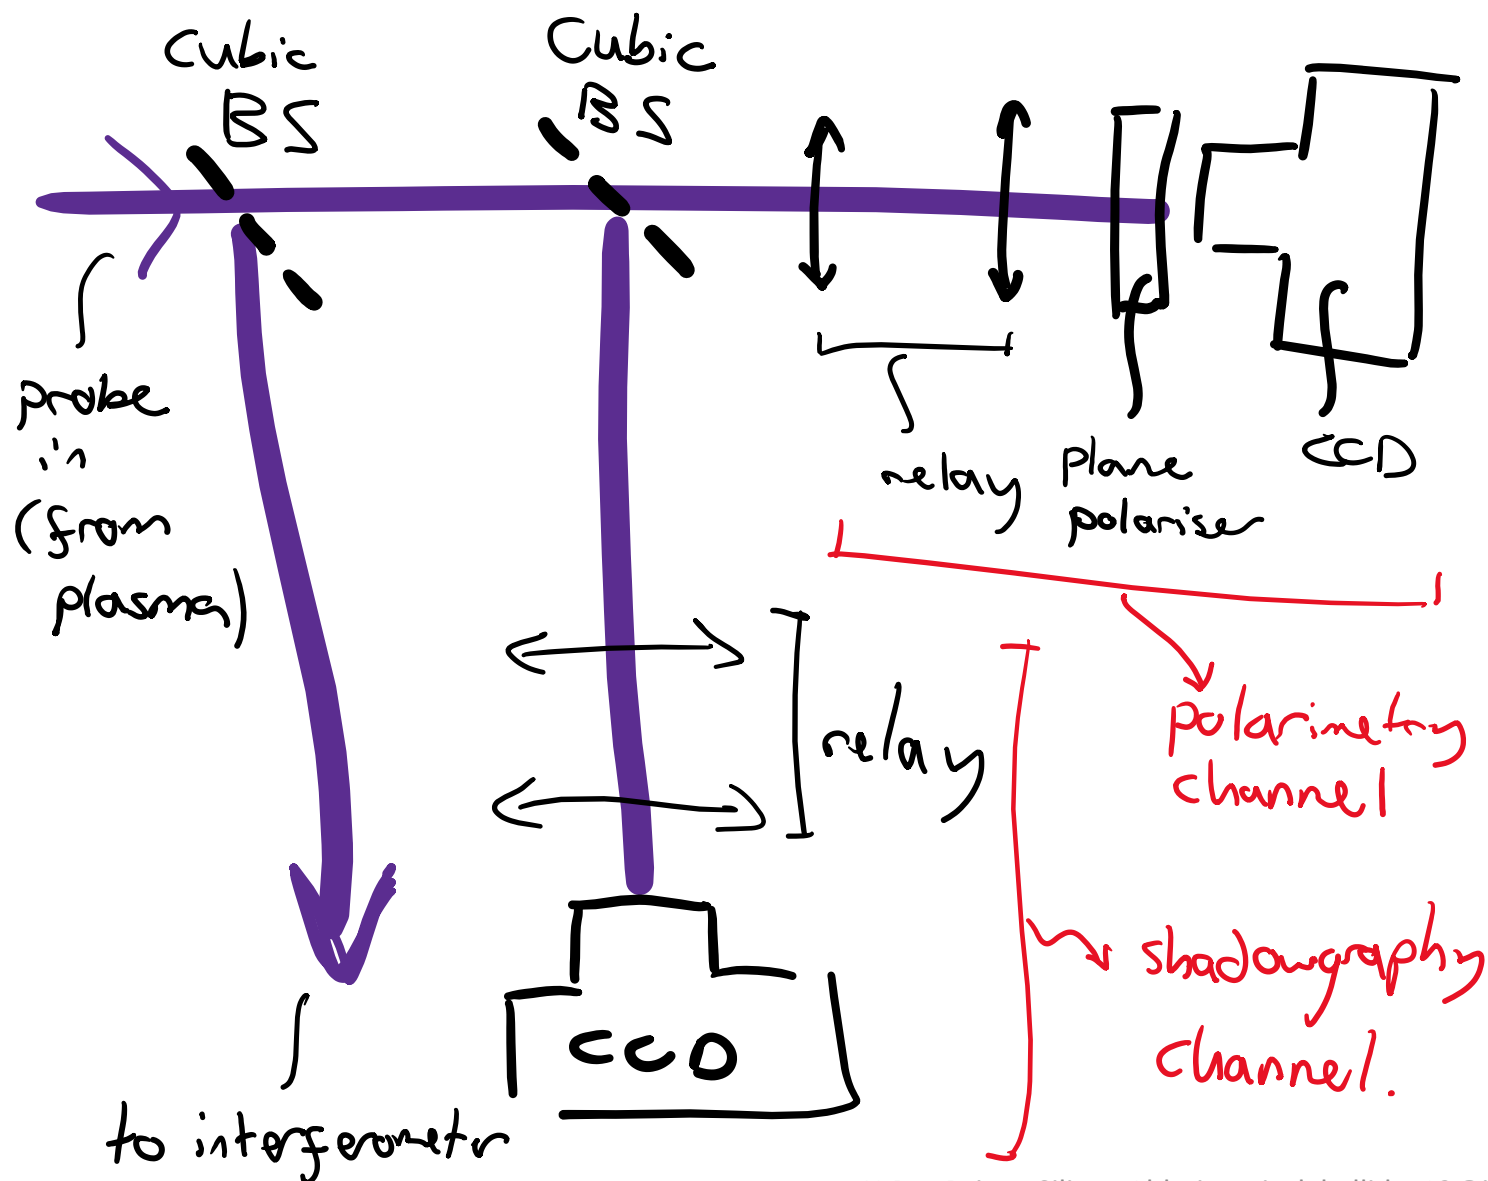 Cubic
BS
Cubic
BS
probe
in
(from
plasma)
relay
plane
polariser
CCD
polarimetry
channel
relay
shadowgraphy
channel.
CCD
to interferometr